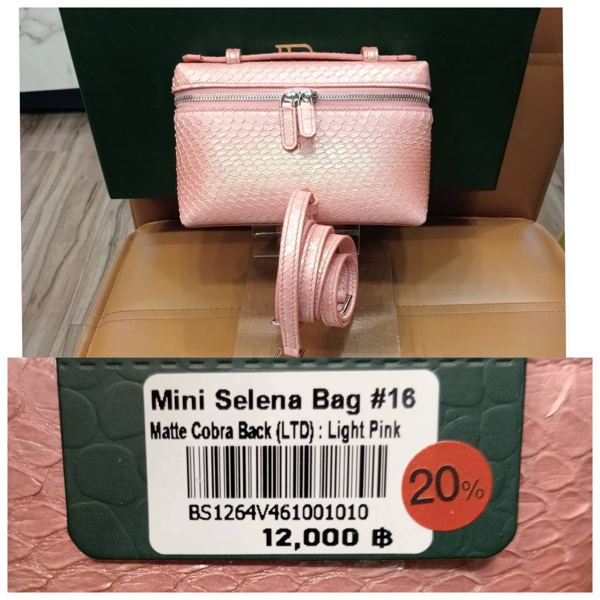 Mini Selena Bag #16
Matte Cobra Back (LTD) : Light Pink
20%
BS1264V461001010
12,000 ฿